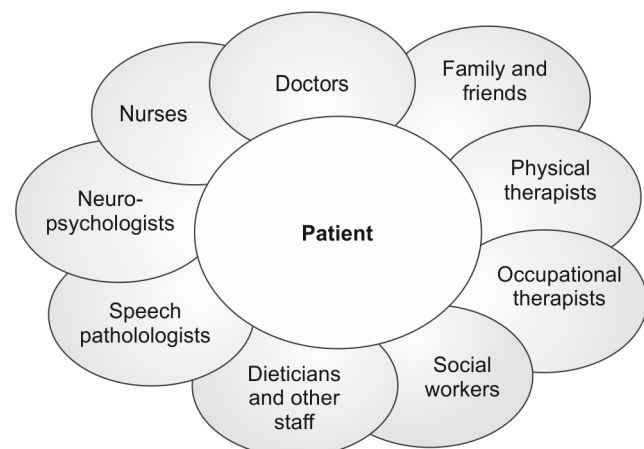 Doctors
Family and
friends
Nurses
Physical
therapists
Neuro-
psychologists
Patient
Occupational
therapists
Speech
patholologists
Social
workers
Dieticians
and other
staff